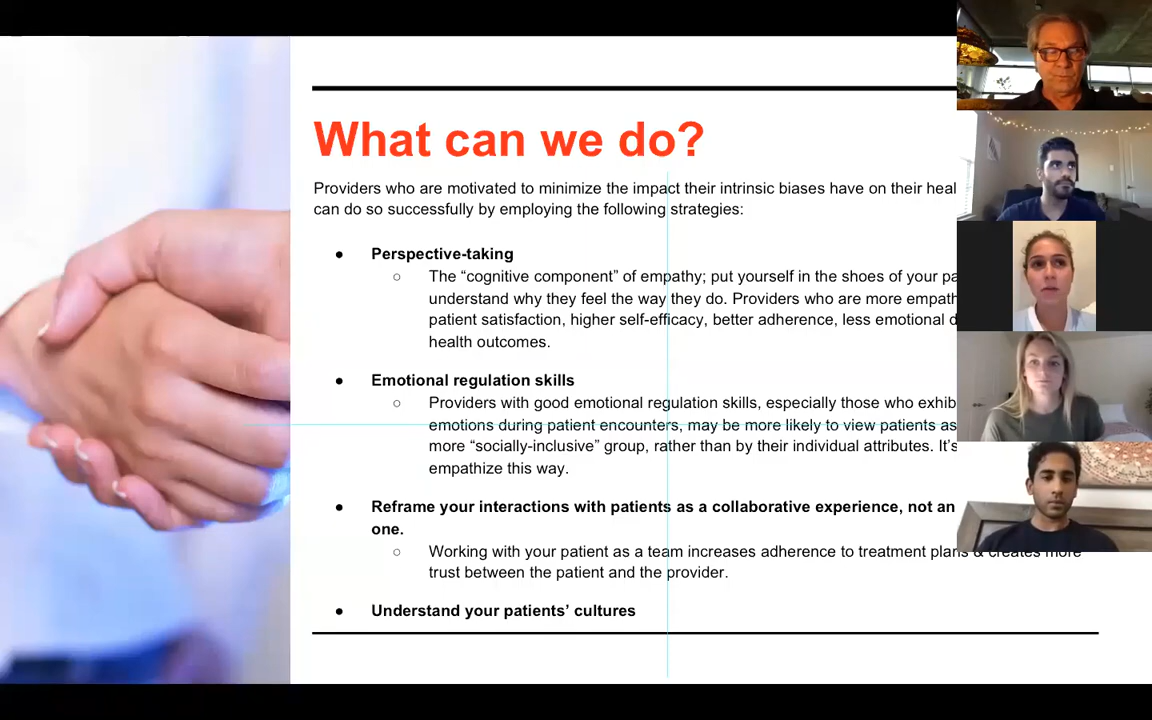 What can we do?
Providers who are motivated to minimize the impact their intrinsic biases have on their
can do so successfully by employing the following strategies:
● Perspective-taking
○ The “cognitive component” of empathy; put yourself in the shoes of your
understand why they feel the way they do. Providers who are more
patient satisfaction, higher self-efficacy, better adherence, less emotional
health outcomes.
● Emotional regulation skills
○ Providers with good emotional regulation skills, especially those who
emotions during patient encounters, may be more likely to view patients as
more “socially-inclusive” group, rather than by their individual attributes. It’s
empathize this way.
● Reframe your interactions with patients as a collaborative experience, not an
one.
○ Working with your patient as a team increases adherence to treatment plans & creates more
trust between the patient and the provider.
● Understand your patients’ cultures